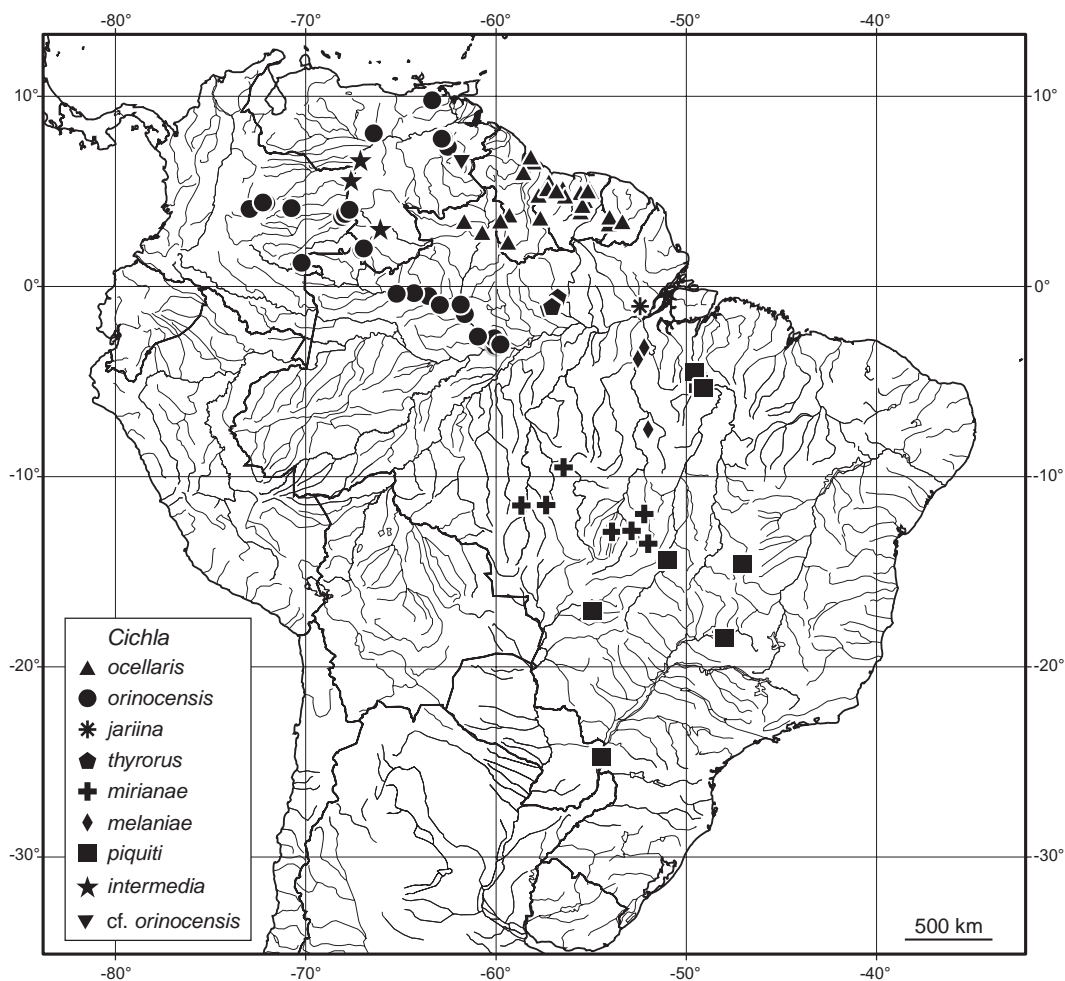 -80° -70° -60° -50° -40°
10° 10°
0° 0°
-10° -10°
-20° -20°
-30° -30°
Cichla
ocellaris
orinocensis
jariina
thyrorus
mirianae
melaniae
piquiti
intermedia
cf. orinocensis
500 km
-80° -70° -60° -50° -40°